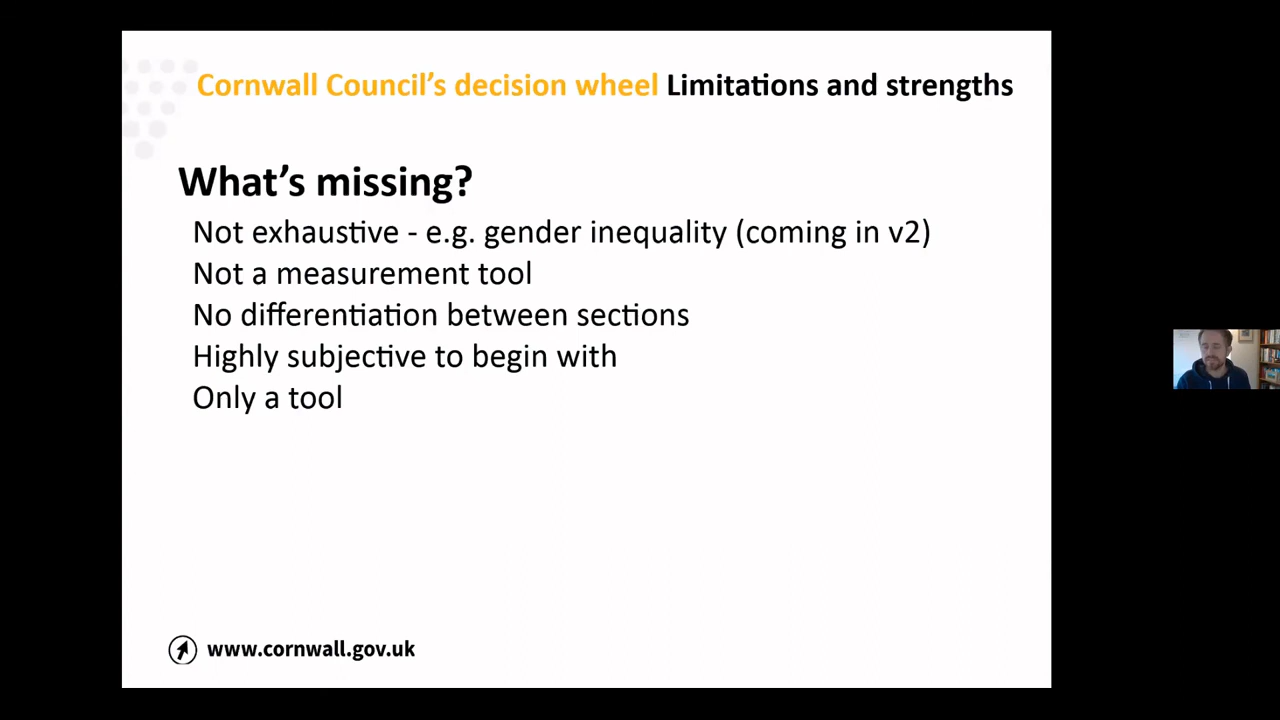 Cornwall Council’s decision wheel Limitations and strengths
What’s missing?
Not exhaustive - e.g. gender inequality (coming in v2)
Not a measurement tool
No differentiation between sections
Highly subjective to begin with
Only a tool
www.cornwall.gov.uk